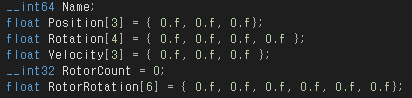 __int64 Name;
float Position[3] = { 0.f, 0.f, 0.f};
float Rotation[4] = { 0.f, 0.f, 0.f, 0.f };
float Velocity[3] = { 0.f, 0.f, 0.f };
__int32 RotorCount = 0;
float RotorRotation[6] = { 0.f, 0.f, 0.f, 0.f, 0.f, 0.f};